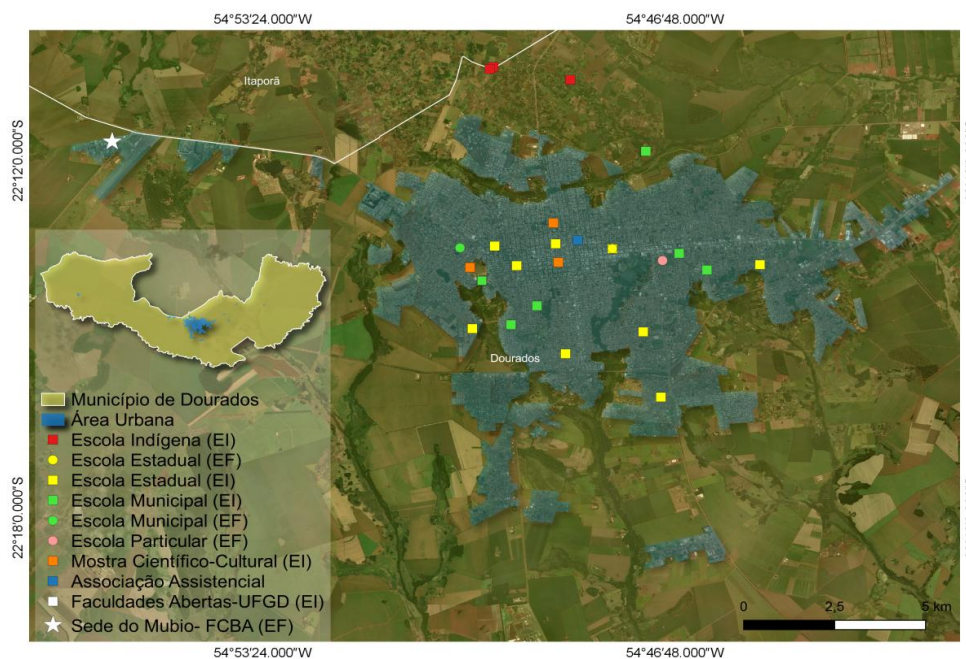 54°53'24.000"W
54°46'48.000"W
Itaporã
22°12'0.000"S
Dourados
Município de Dourados
Área Urbana
Escola Indígena (EI)
Escola Estadual (EF)
Escola Estadual (EI)
Escola Municipal (EI)
Escola Municipal (EF)
Escola Particular (EF)
Mostra Científico-Cultural (EI)
Associação Assistencial
Faculdades Abertas-UFGD (EI)
Sede do Mubio- FCBA (EF)
22°18'0.000"S
0 2,5 5 km
54°53'24.000"W
54°46'48.000"W